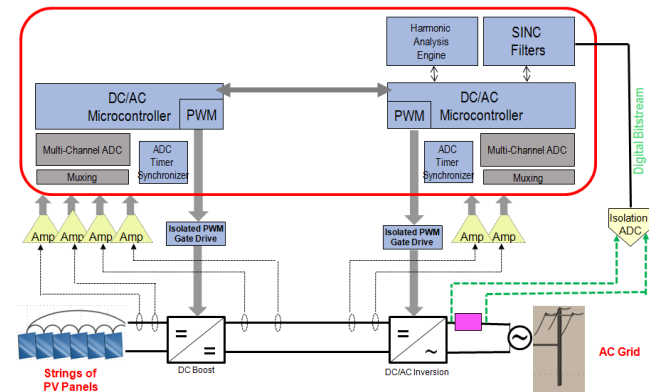 Harmonic
Analysis
Engine
SINC
Filters
DC/AC
Microcontroller
PWM
DC/AC
Microcontroller
PWM
Multi-Channel ADC
Muxing
ADC
Timer
Synchronizer
ADC
Timer
Synchronizer
Multi-Channel ADC
Muxing
Digital Bitstream
Amp
Amp
Amp
Amp
Isolated PWM
Gate Drive
Isolated PWM
Gate Drive
Amp
Amp
Isolation
ADC
Strings of
PV Panels
=
=
DC Boost
=
~
DC/AC Inversion
~
AC Grid